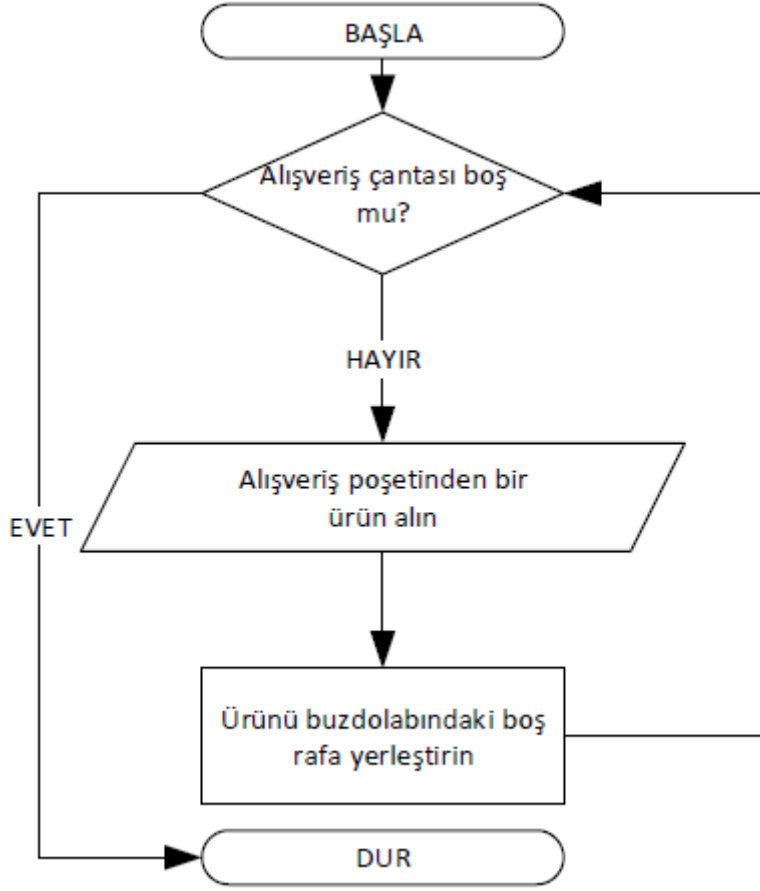 BAŞLA
Alışveriş çantası boş
mu?
HAYIR
Alışveriş poşetinden bir
ürün alın
EVET
Ürünü buzdolabındaki boş
rafa yerleştirin
DUR